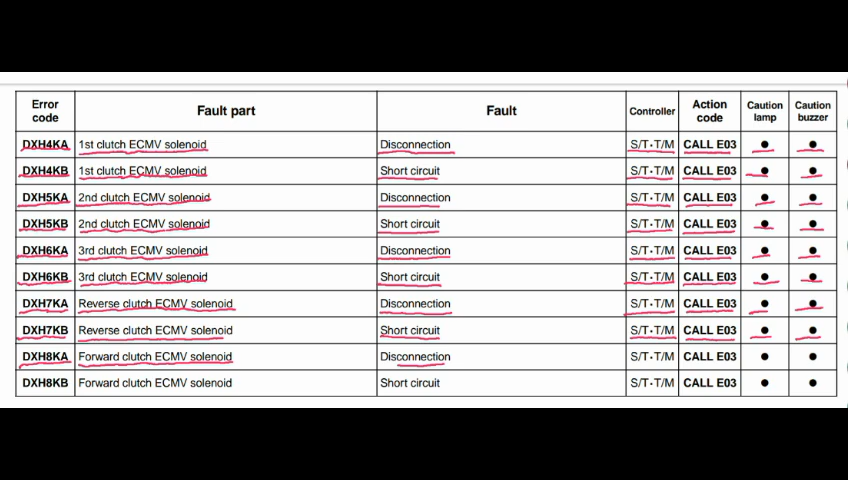 Error code Fault part Fault Controller Action code Caution lamp Caution buzzer
DXH4KA 1st clutch ECMV solenoid Disconnection S/T·T/M CALL E03 ● ●
DXH4KB 1st clutch ECMV solenoid Short circuit S/T·T/M CALL E03 ● ●
DXH5KA 2nd clutch ECMV solenoid Disconnection S/T·T/M CALL E03 ● ●
DXH5KB 2nd clutch ECMV solenoid Short circuit S/T·T/M CALL E03 ● ●
DXH6KA 3rd clutch ECMV solenoid Disconnection S/T·T/M CALL E03 ● ●
DXH6KB 3rd clutch ECMV solenoid Short circuit S/T·T/M CALL E03 ● ●
DXH7KA Reverse clutch ECMV solenoid Disconnection S/T·T/M CALL E03 ● ●
DXH7KB Reverse clutch ECMV solenoid Short circuit S/T·T/M CALL E03 ● ●
DXH8KA Forward clutch ECMV solenoid Disconnection S/T·T/M CALL E03 ● ●
DXH8KB Forward clutch ECMV solenoid Short circuit S/T·T/M CALL E03 ● ●